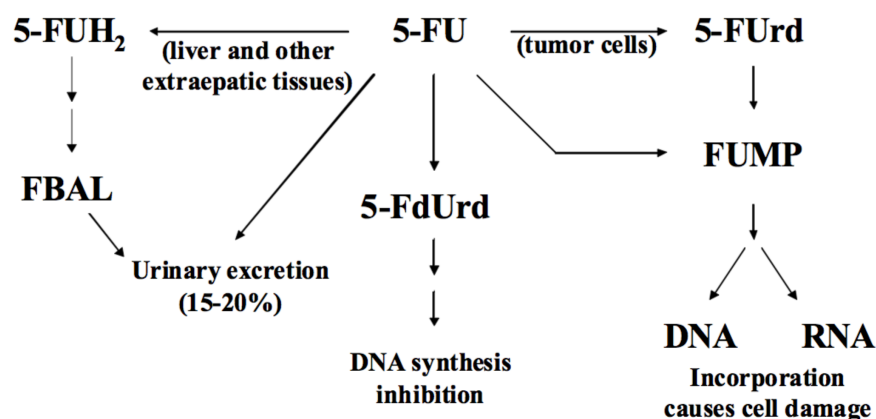 5-FUH₂
5-FU
5-FUrd
(liver and other
extraepatic tissues)
(tumor cells)
FUMP
FBAL
5-FdUrd
Urinary excretion
(15-20%)
DNA synthesis
inhibition
DNA
RNA
Incorporation
causes cell damage